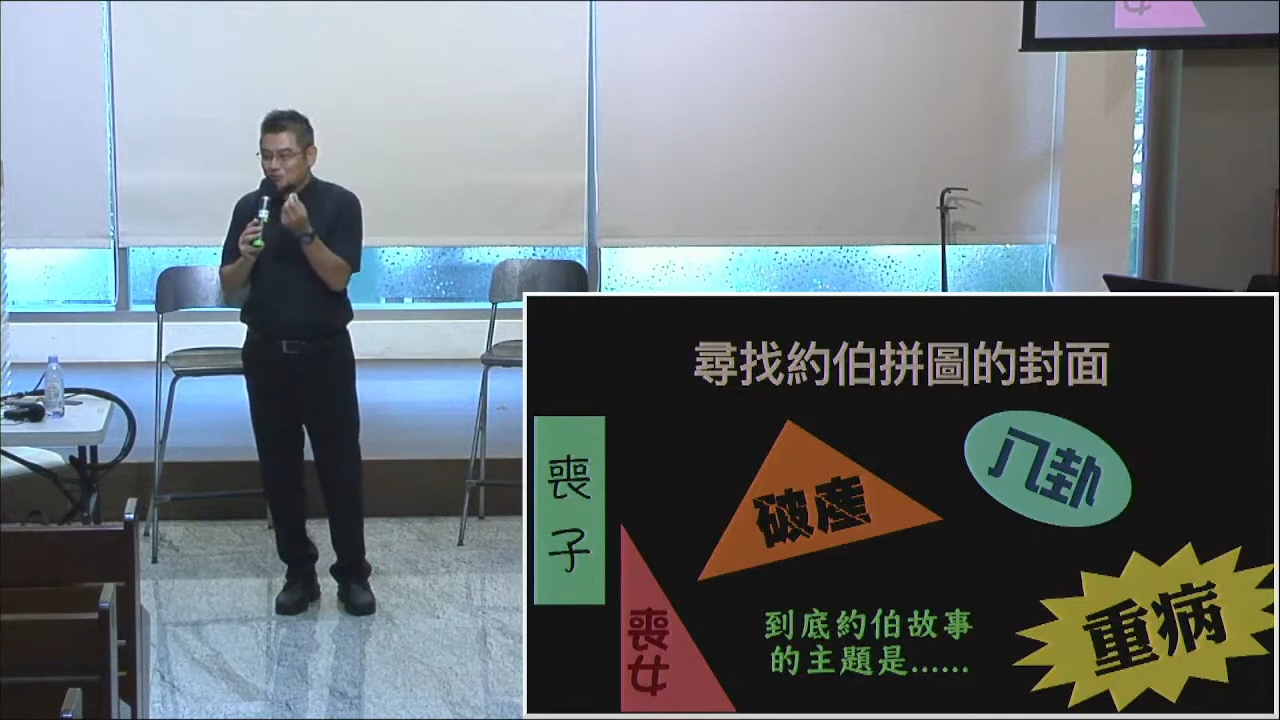 尋找約伯拼圖的封面
喪子
破產
八卦
喪女
到底約伯故事
的主題是......
重病
女